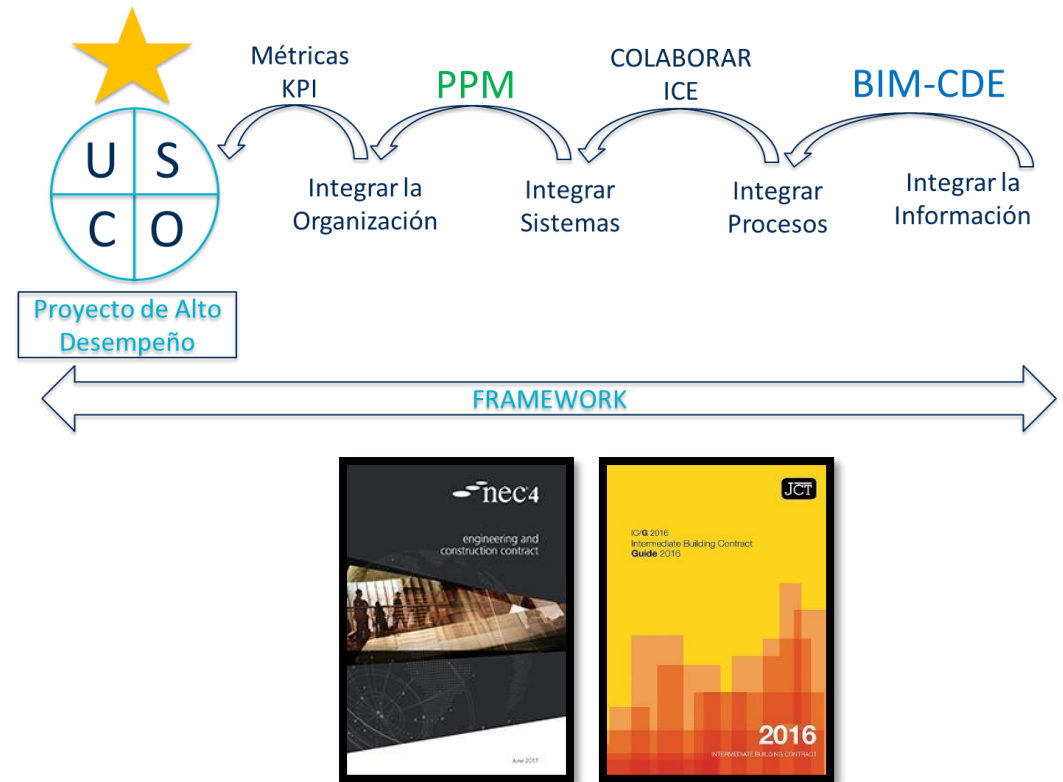 Métricas
KPI
PPM
COLABORAR
ICE
BIM-CDE
U S
C O
Integrar la
Organización
Integrar
Sistemas
Integrar
Procesos
Integrar la
Información
Proyecto de Alto
Desempeño
FRAMEWORK
nec4
engineering and
construction contract
June 2017
JCT
IC/G 2016
Intermediate Building Contract
Guide 2016
2016
INTERMEDIATE BUILDING CONTRACT